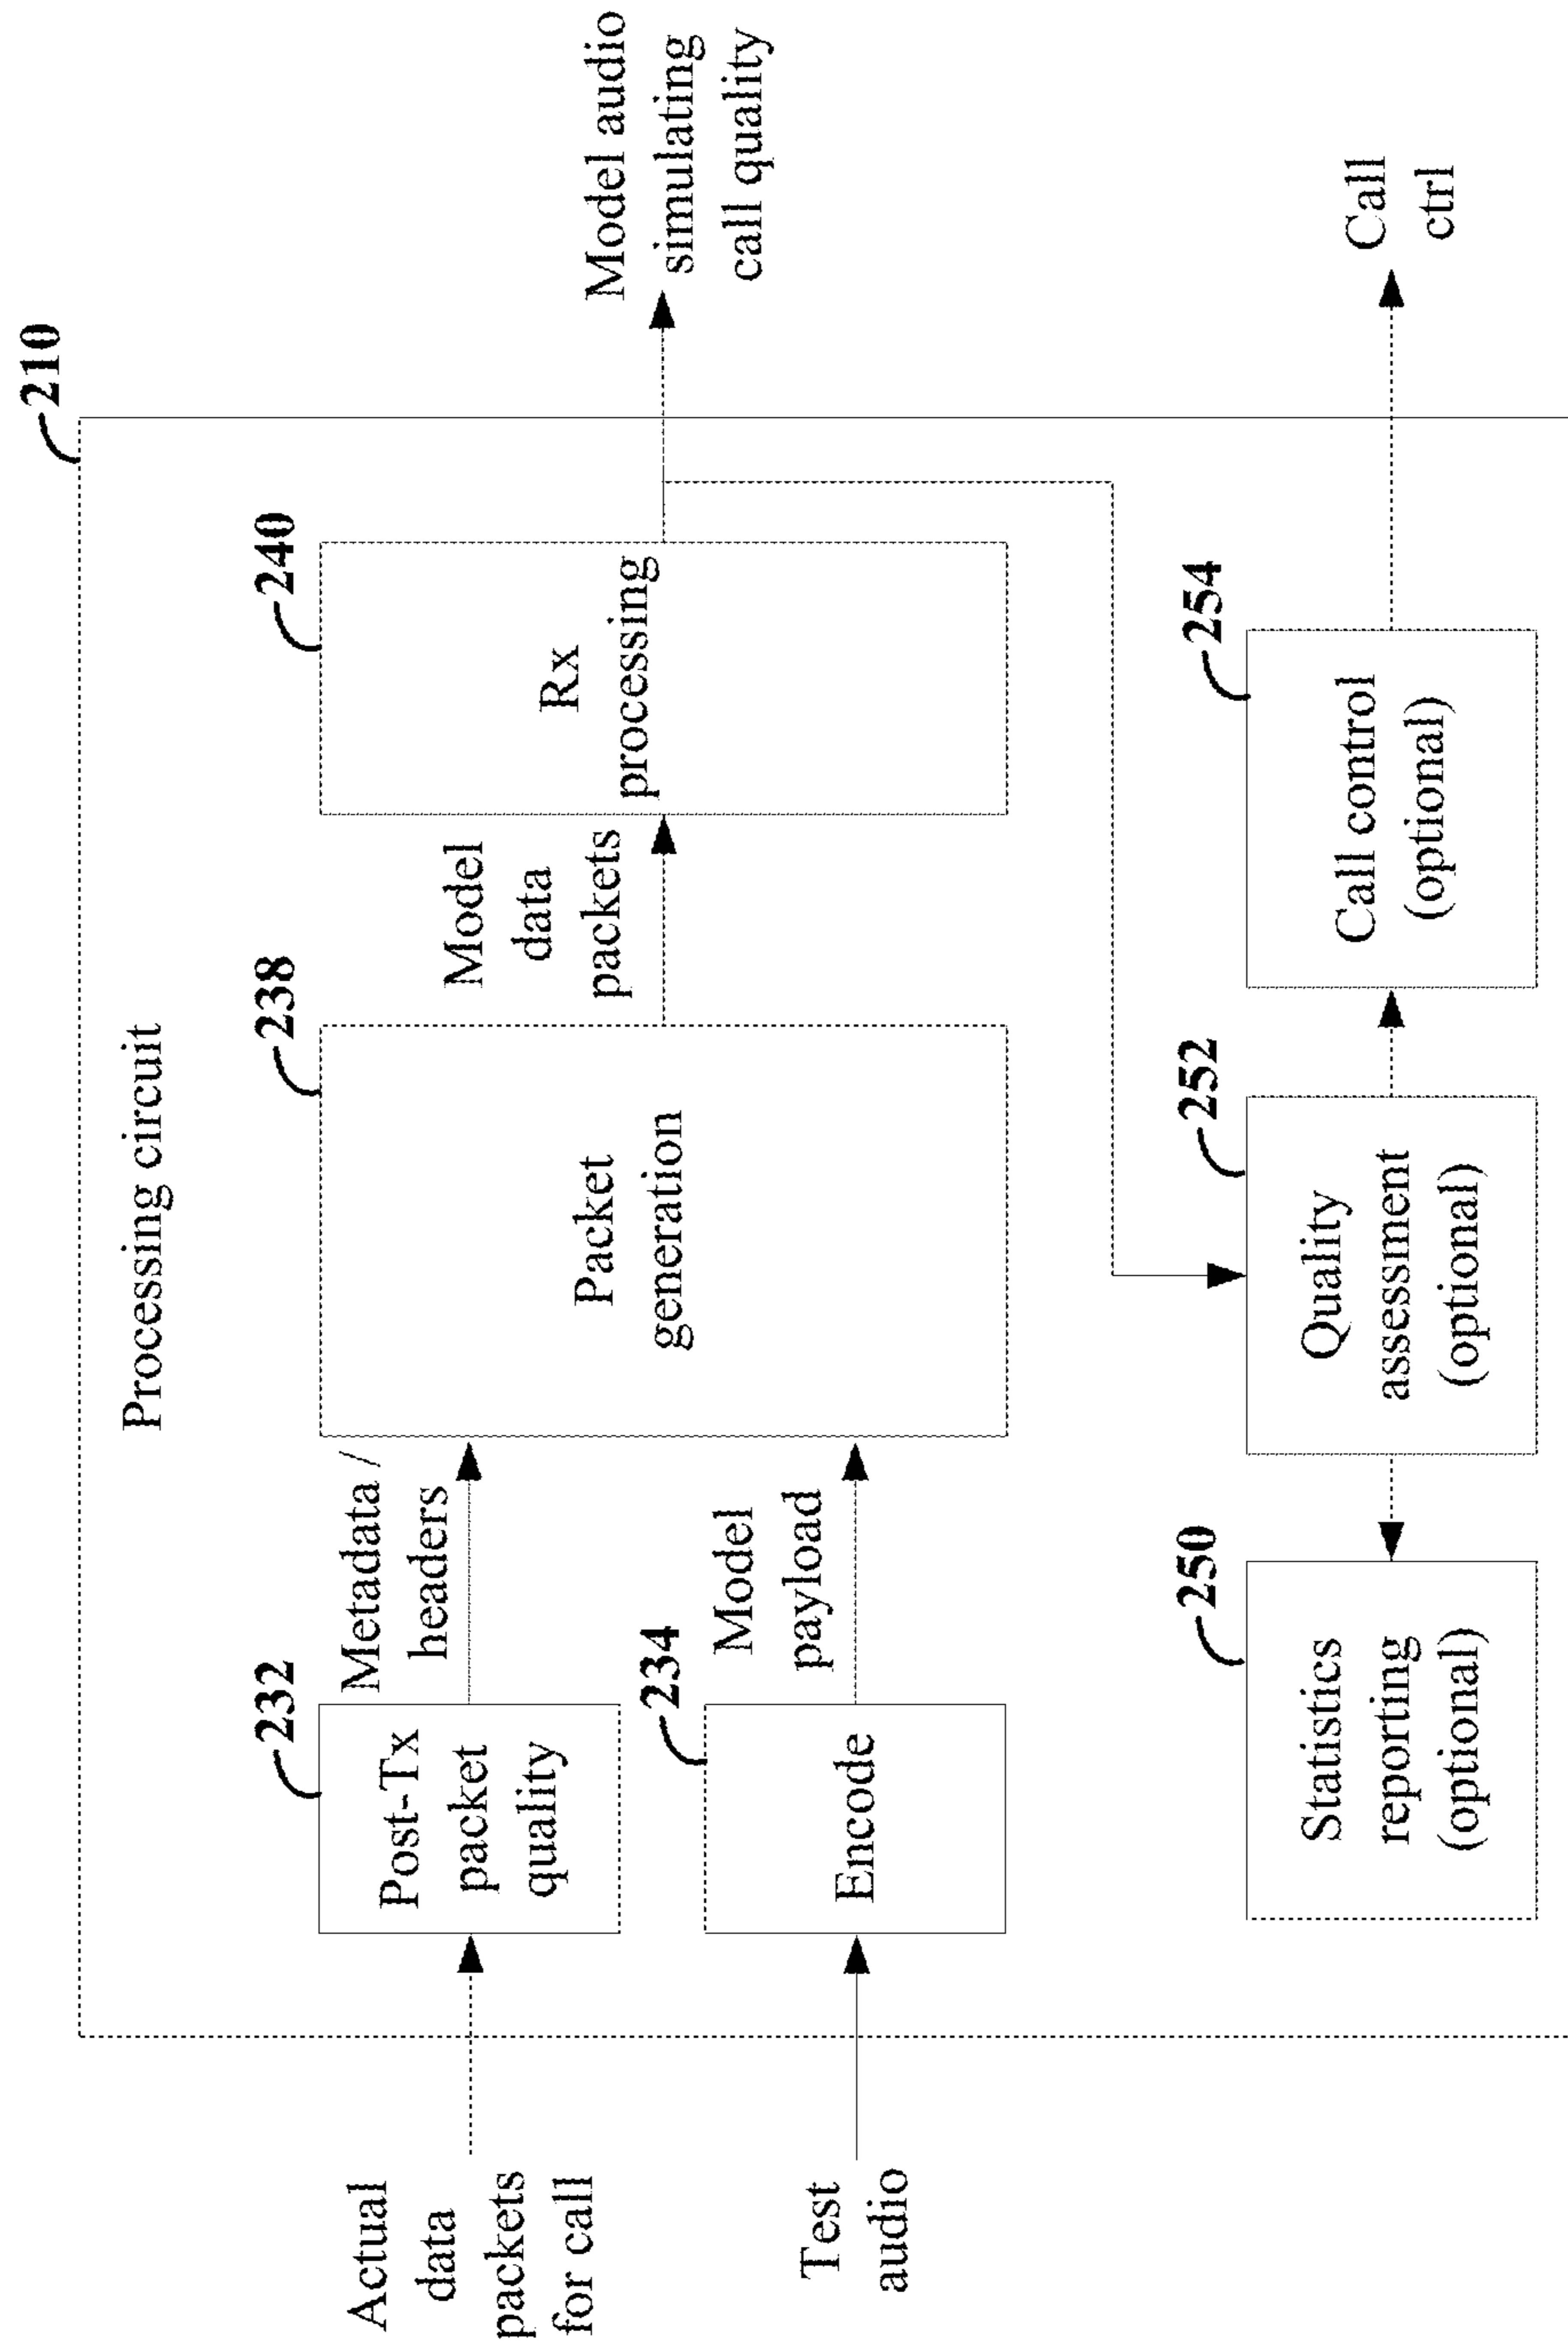 210
Processing circuit
Actual
data
packets
for call
232
Post-Tx
packet
quality
Metadata /
headers
238
Packet
generation
Model
data
packets
240
Rx
processing
Model audio
simulating
call quality
Test
audio
234
Encode
Model
payload
250
Statistics
reporting
(optional)
252
Quality
assessment
(optional)
254
Call control
(optional)
Call
ctrl